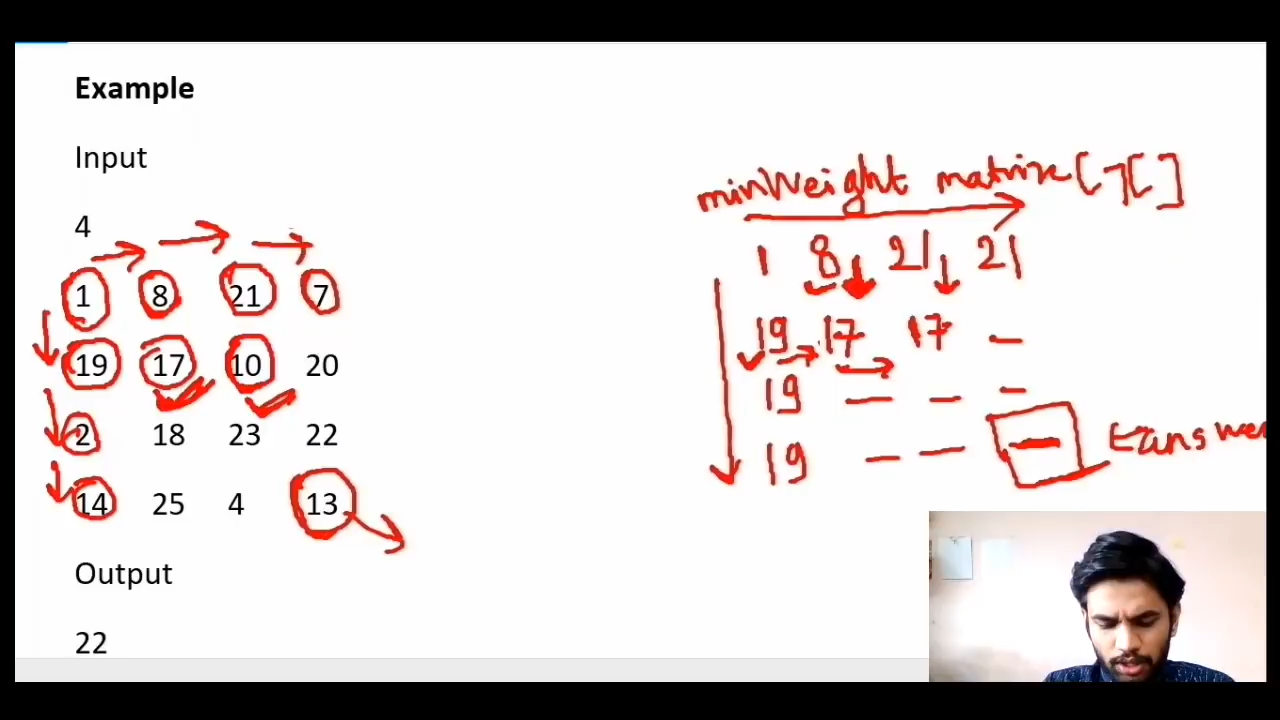 Example
Input
4
1 8 21 7
19 17 10 20
2 18 23 22
14 25 4 13
Output
22
minWeight matrix[][]
1 8 21 21
19 17 17 -
19 - - -
19 - - -